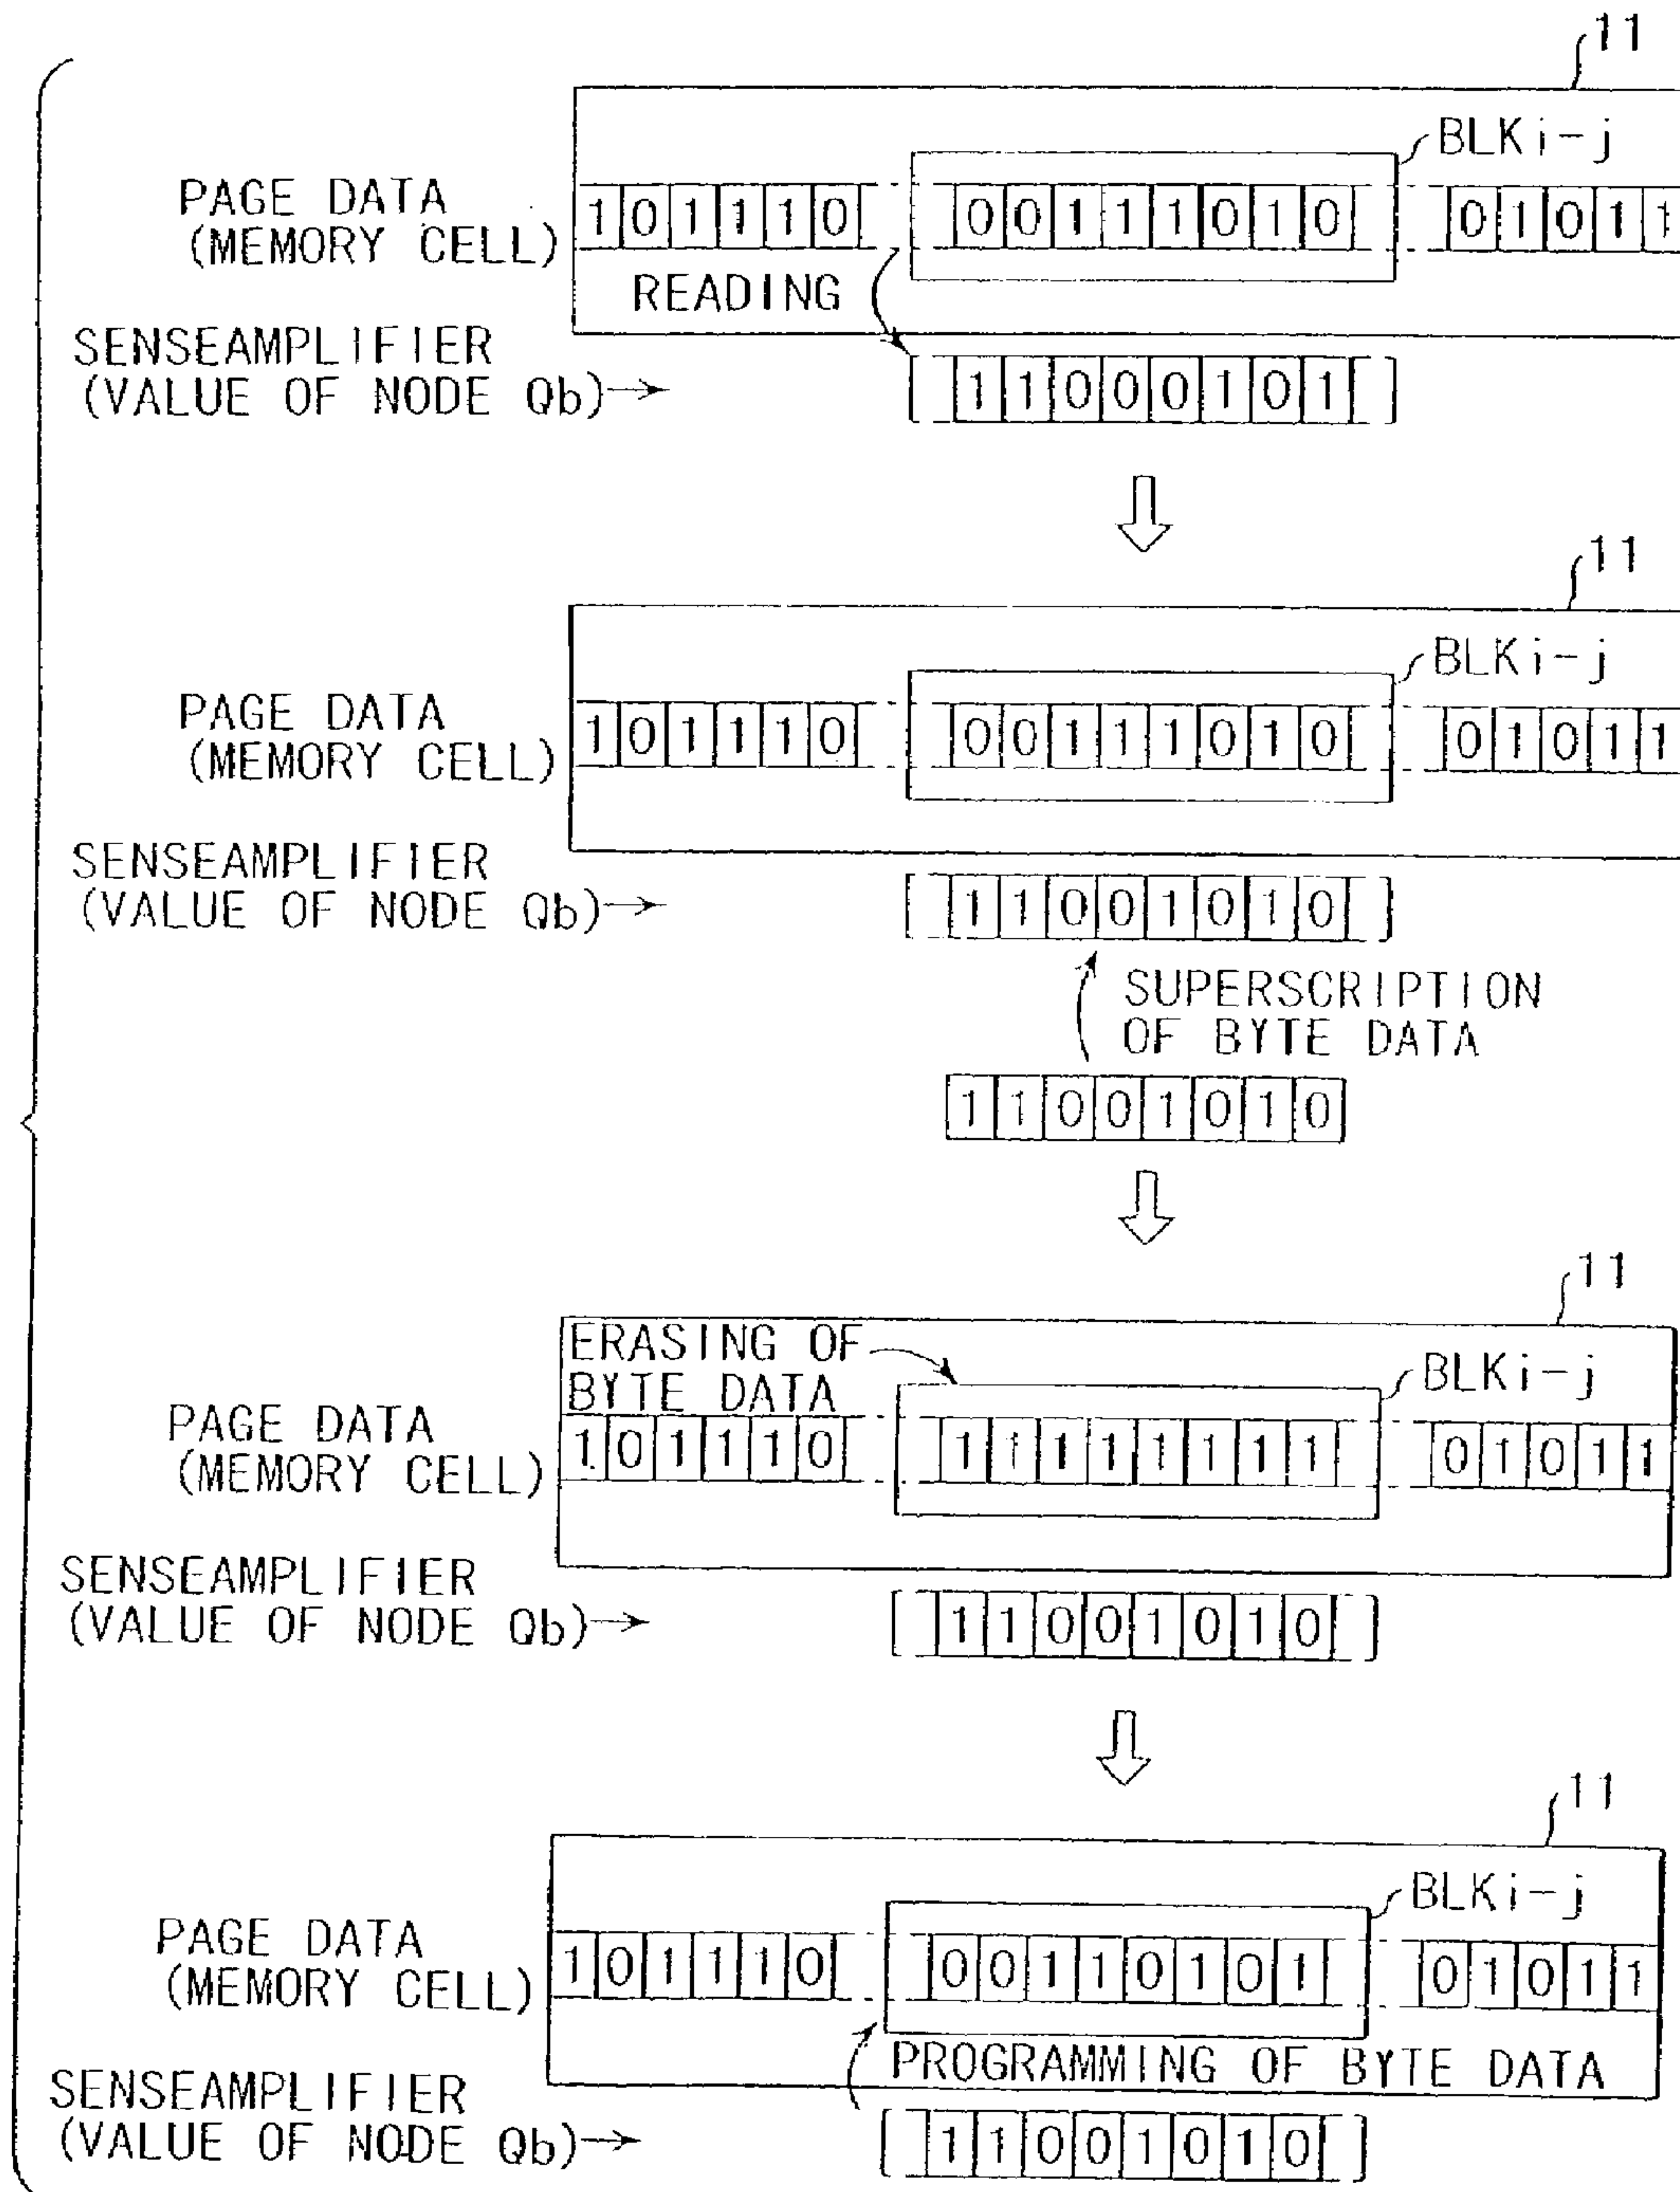 11
BLKi-j
PAGE DATA
(MEMORY CELL)
101110 00111010 01011
READING
SENSEAMPLIFIER
(VALUE OF NODE Qb)→
11000101
11
BLKi-j
PAGE DATA
(MEMORY CELL)
101110 00111010 01011
SENSEAMPLIFIER
(VALUE OF NODE Qb)→
11001010
SUPERSCRIPTION
OF BYTE DATA
11001010
11
ERASING OF
BYTE DATA
BLKi-j
PAGE DATA
(MEMORY CELL)
101110 11111111 01011
SENSEAMPLIFIER
(VALUE OF NODE Qb)→
11001010
11
BLKi-j
PAGE DATA
(MEMORY CELL)
101110 00110101 01011
PROGRAMMING OF BYTE DATA
SENSEAMPLIFIER
(VALUE OF NODE Qb)→
11001010